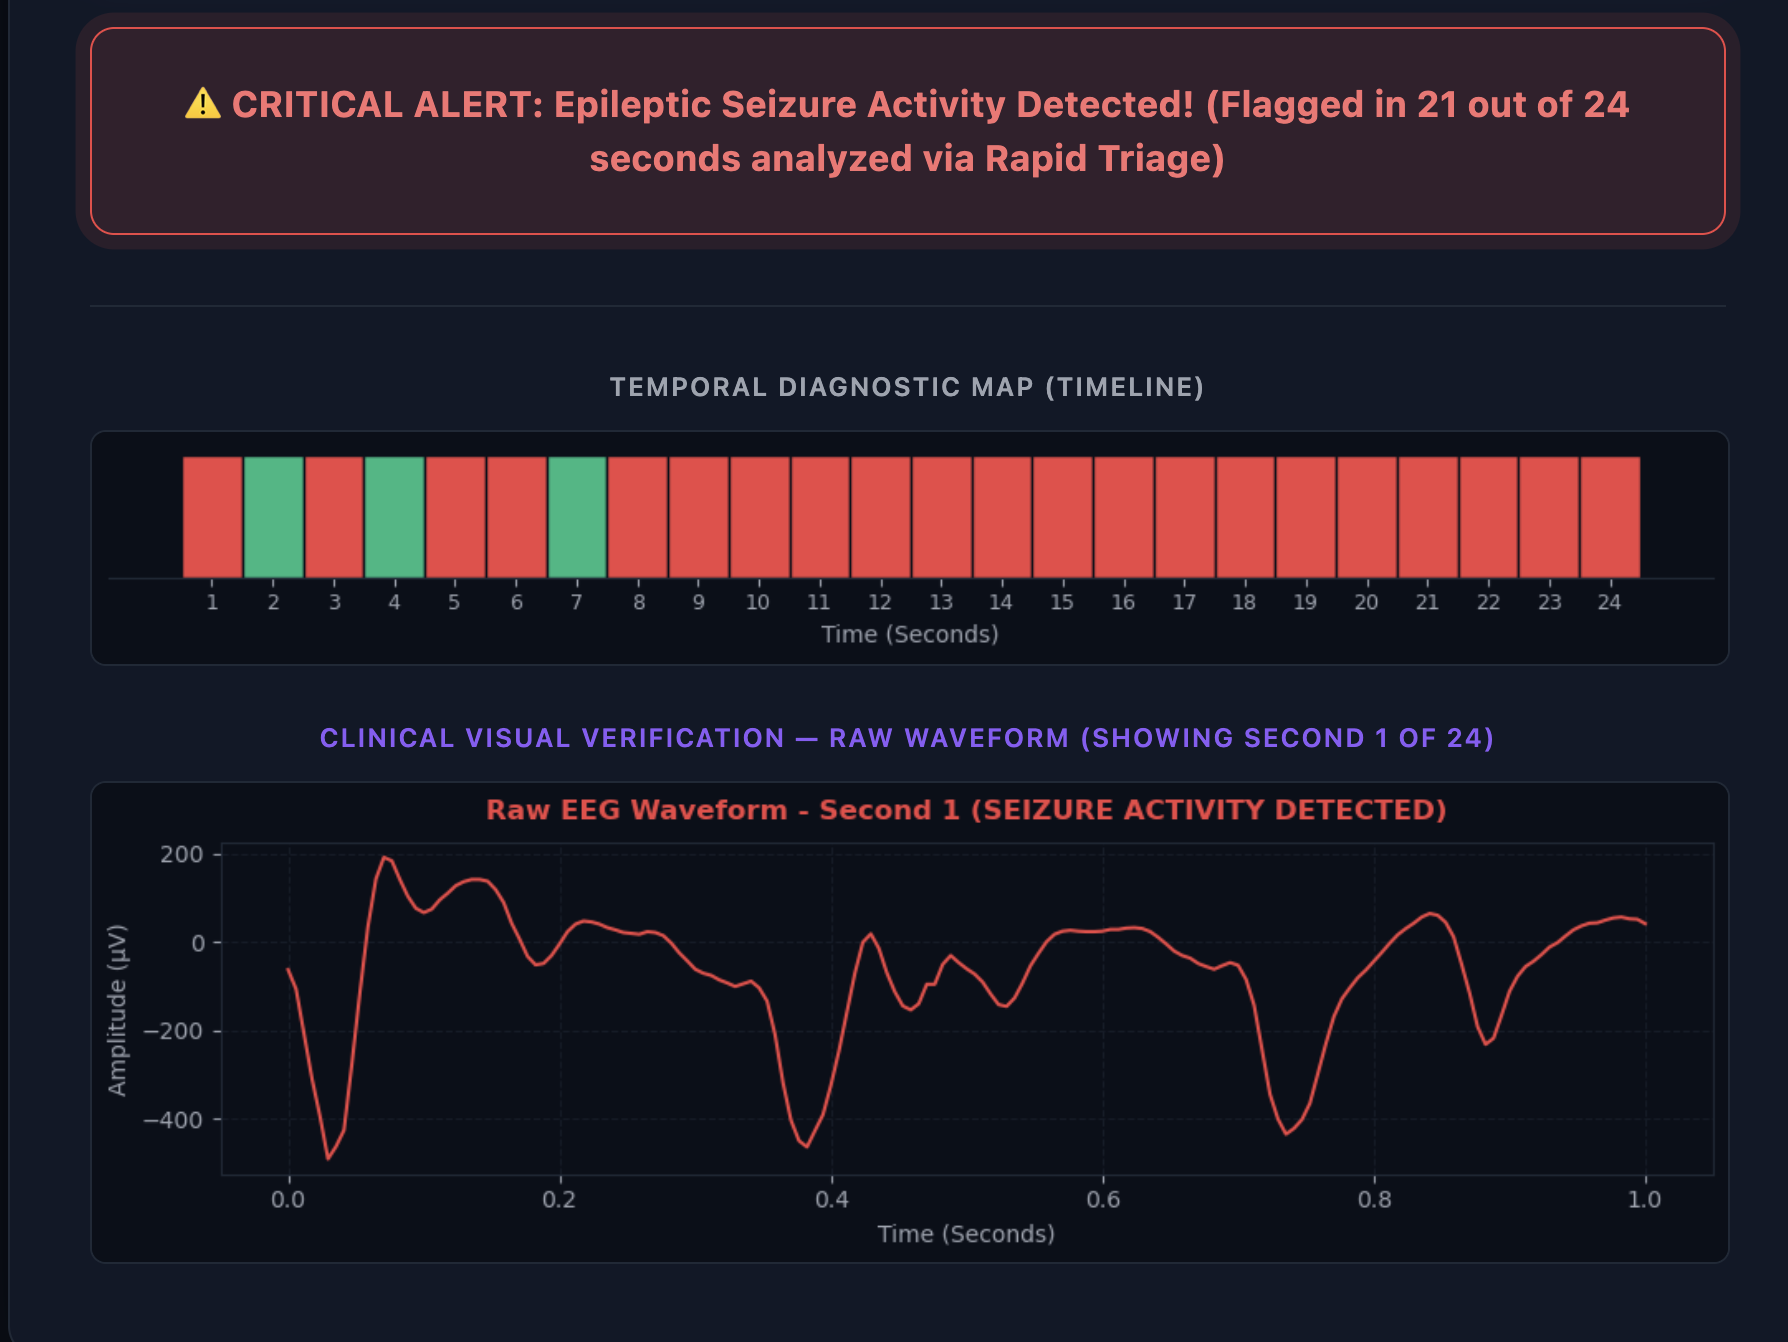 ⚠️ CRITICAL ALERT: Epileptic Seizure Activity Detected! (Flagged in 21 out of 24
seconds analyzed via Rapid Triage)
TEMPORAL DIAGNOSTIC MAP (TIMELINE)
1 2 3 4 5 6 7 8 9 10 11 12 13 14 15 16 17 18 19 20 21 22 23 24
Time (Seconds)
CLINICAL VISUAL VERIFICATION — RAW WAVEFORM (SHOWING SECOND 1 OF 24)
Raw EEG Waveform - Second 1 (SEIZURE ACTIVITY DETECTED)
Amplitude (µV)
200
0
−200
−400
0.0 0.2 0.4 0.6 0.8 1.0
Time (Seconds)